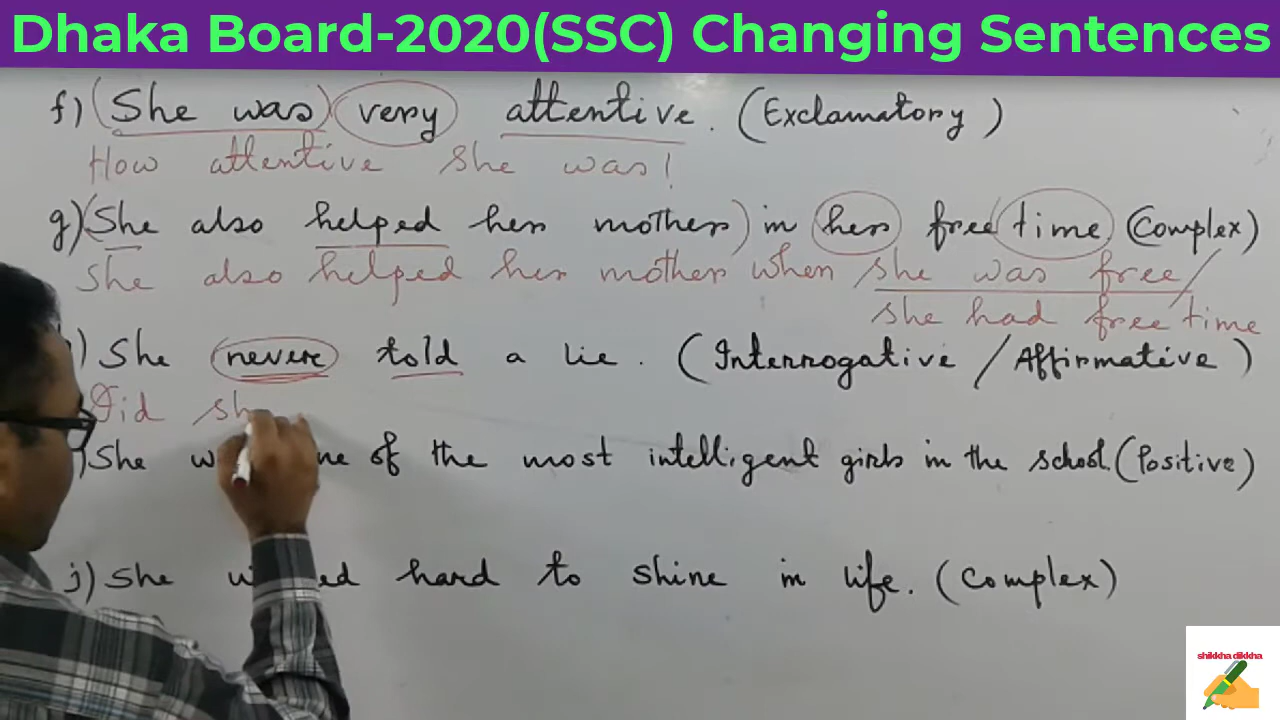 Dhaka Board-2020(SSC) Changing Sentences
f) (She was) very attentive. (Exclamatory)
How attentive she was!
g) (She also helped her mother) in her free time (Complex)
She also helped her mother when she was free/
she had free time
) She never told a lie. (Interrogative / Affirmative)
Did sh
) She of the most intelligent girls in the school (Positive)
j) She hard to shine in life. (Complex)
shikkha dikkha